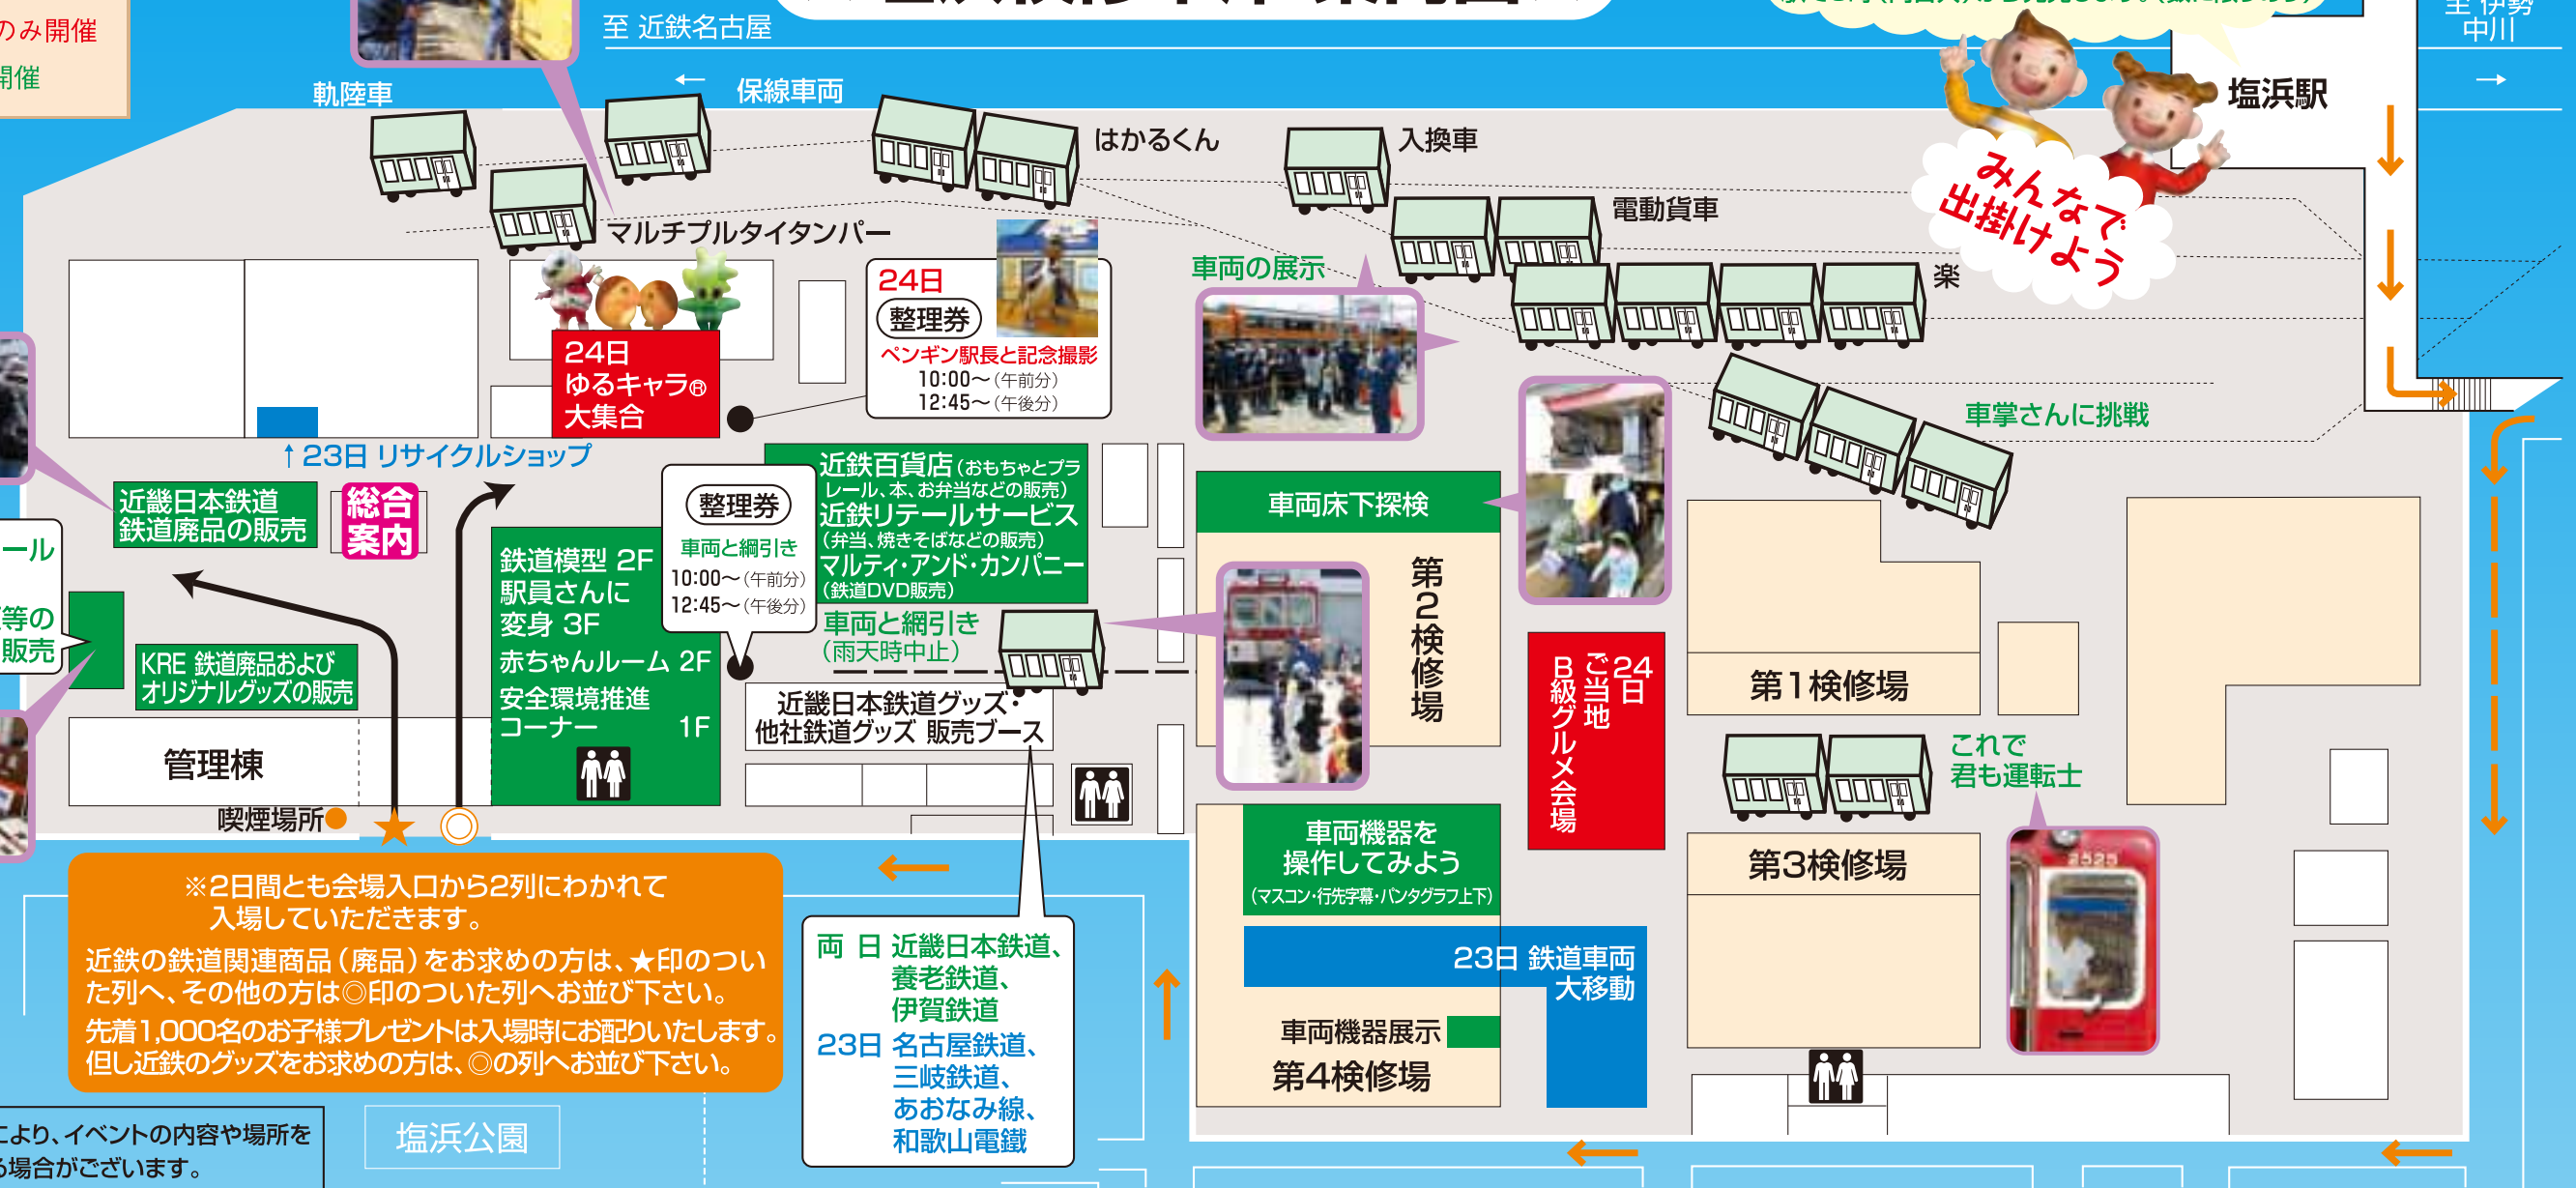 のみ開催
開催
至 近鉄名古屋
至 伊勢
中川
←
→
軌陸車
保線車両
はかるくん
入換車
塩浜駅
みんなで
出掛けよう
マルチプルタイタンパー
電動貨車
楽
車両の展示
24日
整理券
ペンギン駅長と記念撮影
10:00〜(午前分)
12:45〜(午後分)
24日
ゆるキャラ®
大集合
車掌さんに挑戦
↑23日 リサイクルショップ
近畿日本鉄道
鉄道廃品の販売
総合
案内
ール
等の
販売
KRE 鉄道廃品および
オリジナルグッズの販売
管理棟
喫煙場所
鉄道模型 2F
駅員さんに
変身 3F
赤ちゃんルーム 2F
安全環境推進
コーナー 1F
整理券
車両と綱引き
10:00〜(午前分)
12:45〜(午後分)
近鉄百貨店(おもちゃとプラ
レール、本、お弁当などの販売)
近鉄リテールサービス
(弁当、焼きそばなどの販売)
マルティ・アンド・カンパニー
(鉄道DVD販売)
車両と綱引き
(雨天時中止)
近畿日本鉄道グッズ・
他社鉄道グッズ 販売ブース
車両床下探検
第2検修場
24日
ご当地
B級グルメ会場
第1検修場
これで
君も運転士
2525
第3検修場
車両機器を
操作してみよう
(マスコン・行先字幕・パンタグラフ上下)
23日 鉄道車両
大移動
車両機器展示
第4検修場
両 日 近畿日本鉄道、
養老鉄道、
伊賀鉄道
23日 名古屋鉄道、
三岐鉄道、
あおなみ線、
和歌山電鐵
※2日間とも会場入口から2列にわかれて
入場していただきます。
近鉄の鉄道関連商品(廃品)をお求めの方は、★印のつい
た列へ、その他の方は◎印のついた列へお並び下さい。
先着1,000名のお子様プレゼントは入場時にお配りいたします。
但し近鉄のグッズをお求めの方は、◎の列へお並び下さい。
塩浜公園
により、イベントの内容や場所を
る場合がございます。